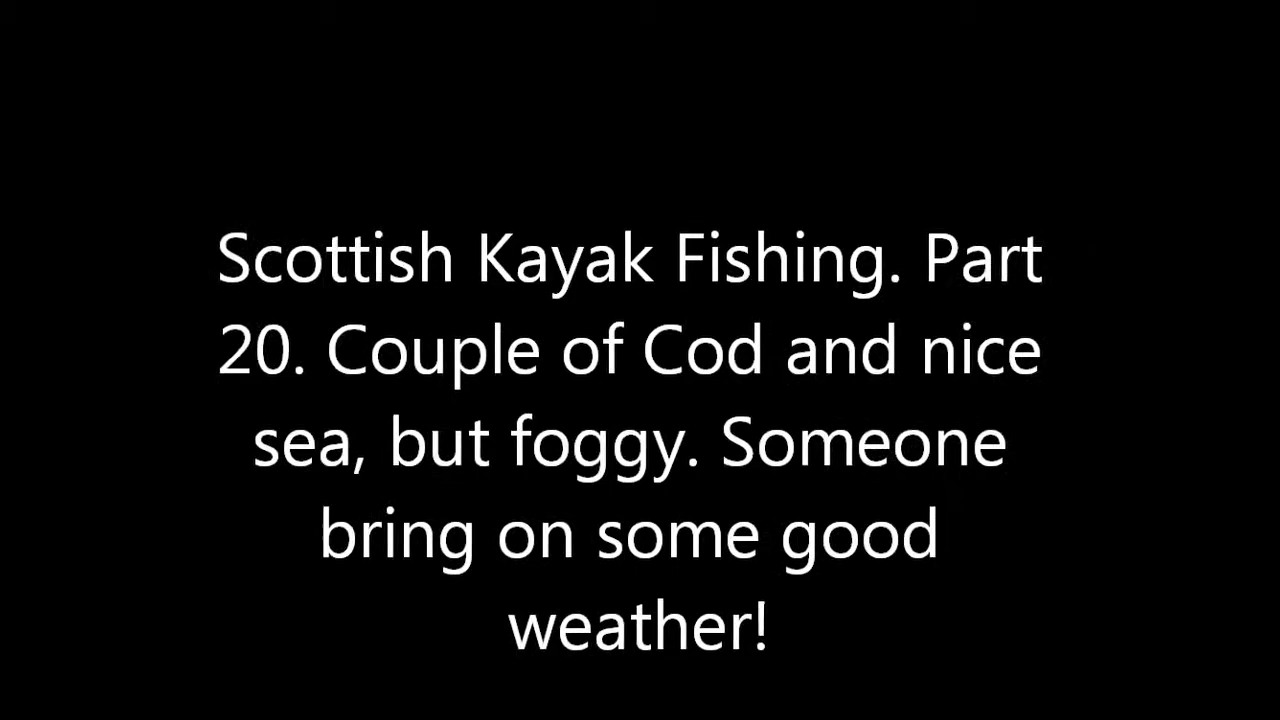 Scottish Kayak Fishing. Part
20. Couple of Cod and nice
sea, but foggy. Someone
bring on some good
weather!